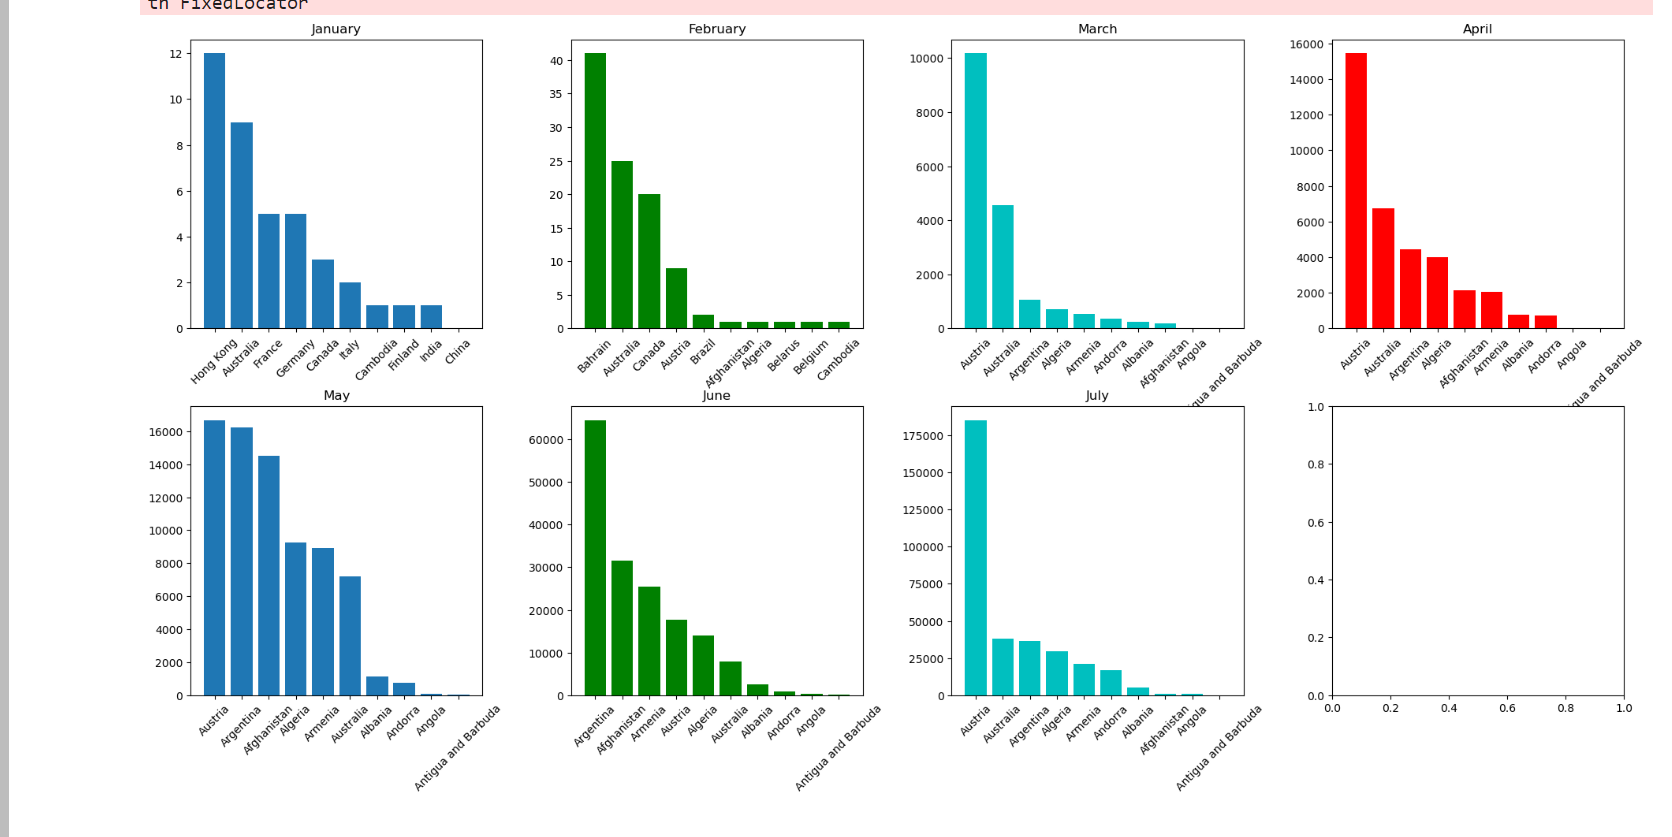 th FixedLocator
January
12
10
8
6
4
2
0
Hong Kong
Australia
France
Germany
Canada
Italy
Cambodia
Finland
India
China
February
40
35
30
25
20
15
10
5
0
Bahrain
Australia
Canada
Austria
Brazil
Afghanistan
Algeria
Belarus
Belgium
Cambodia
March
10000
8000
6000
4000
2000
0
Austria
Australia
Argentina
Algeria
Armenia
Andorra
Albania
Afghanistan
Angola
and Barbuda
April
16000
14000
12000
10000
8000
6000
4000
2000
0
Austria
Australia
Argentina
Algeria
Afghanistan
Armenia
Albania
Andorra
Angola
and Barbuda
May
16000
14000
12000
10000
8000
6000
4000
2000
0
Austria
Argentina
Afghanistan
Algeria
Armenia
Australia
Albania
Andorra
Angola
Antigua and Barbuda
June
60000
50000
40000
30000
20000
10000
0
Argentina
Afghanistan
Armenia
Austria
Algeria
Australia
Albania
Andorra
Angola
Antigua and Barbuda
July
175000
150000
125000
100000
75000
50000
25000
0
Austria
Australia
Argentina
Algeria
Armenia
Andorra
Albania
Afghanistan
Angola
Antigua and Barbuda
1.0
0.8
0.6
0.4
0.2
0.0
0.0 0.2 0.4 0.6 0.8 1.0